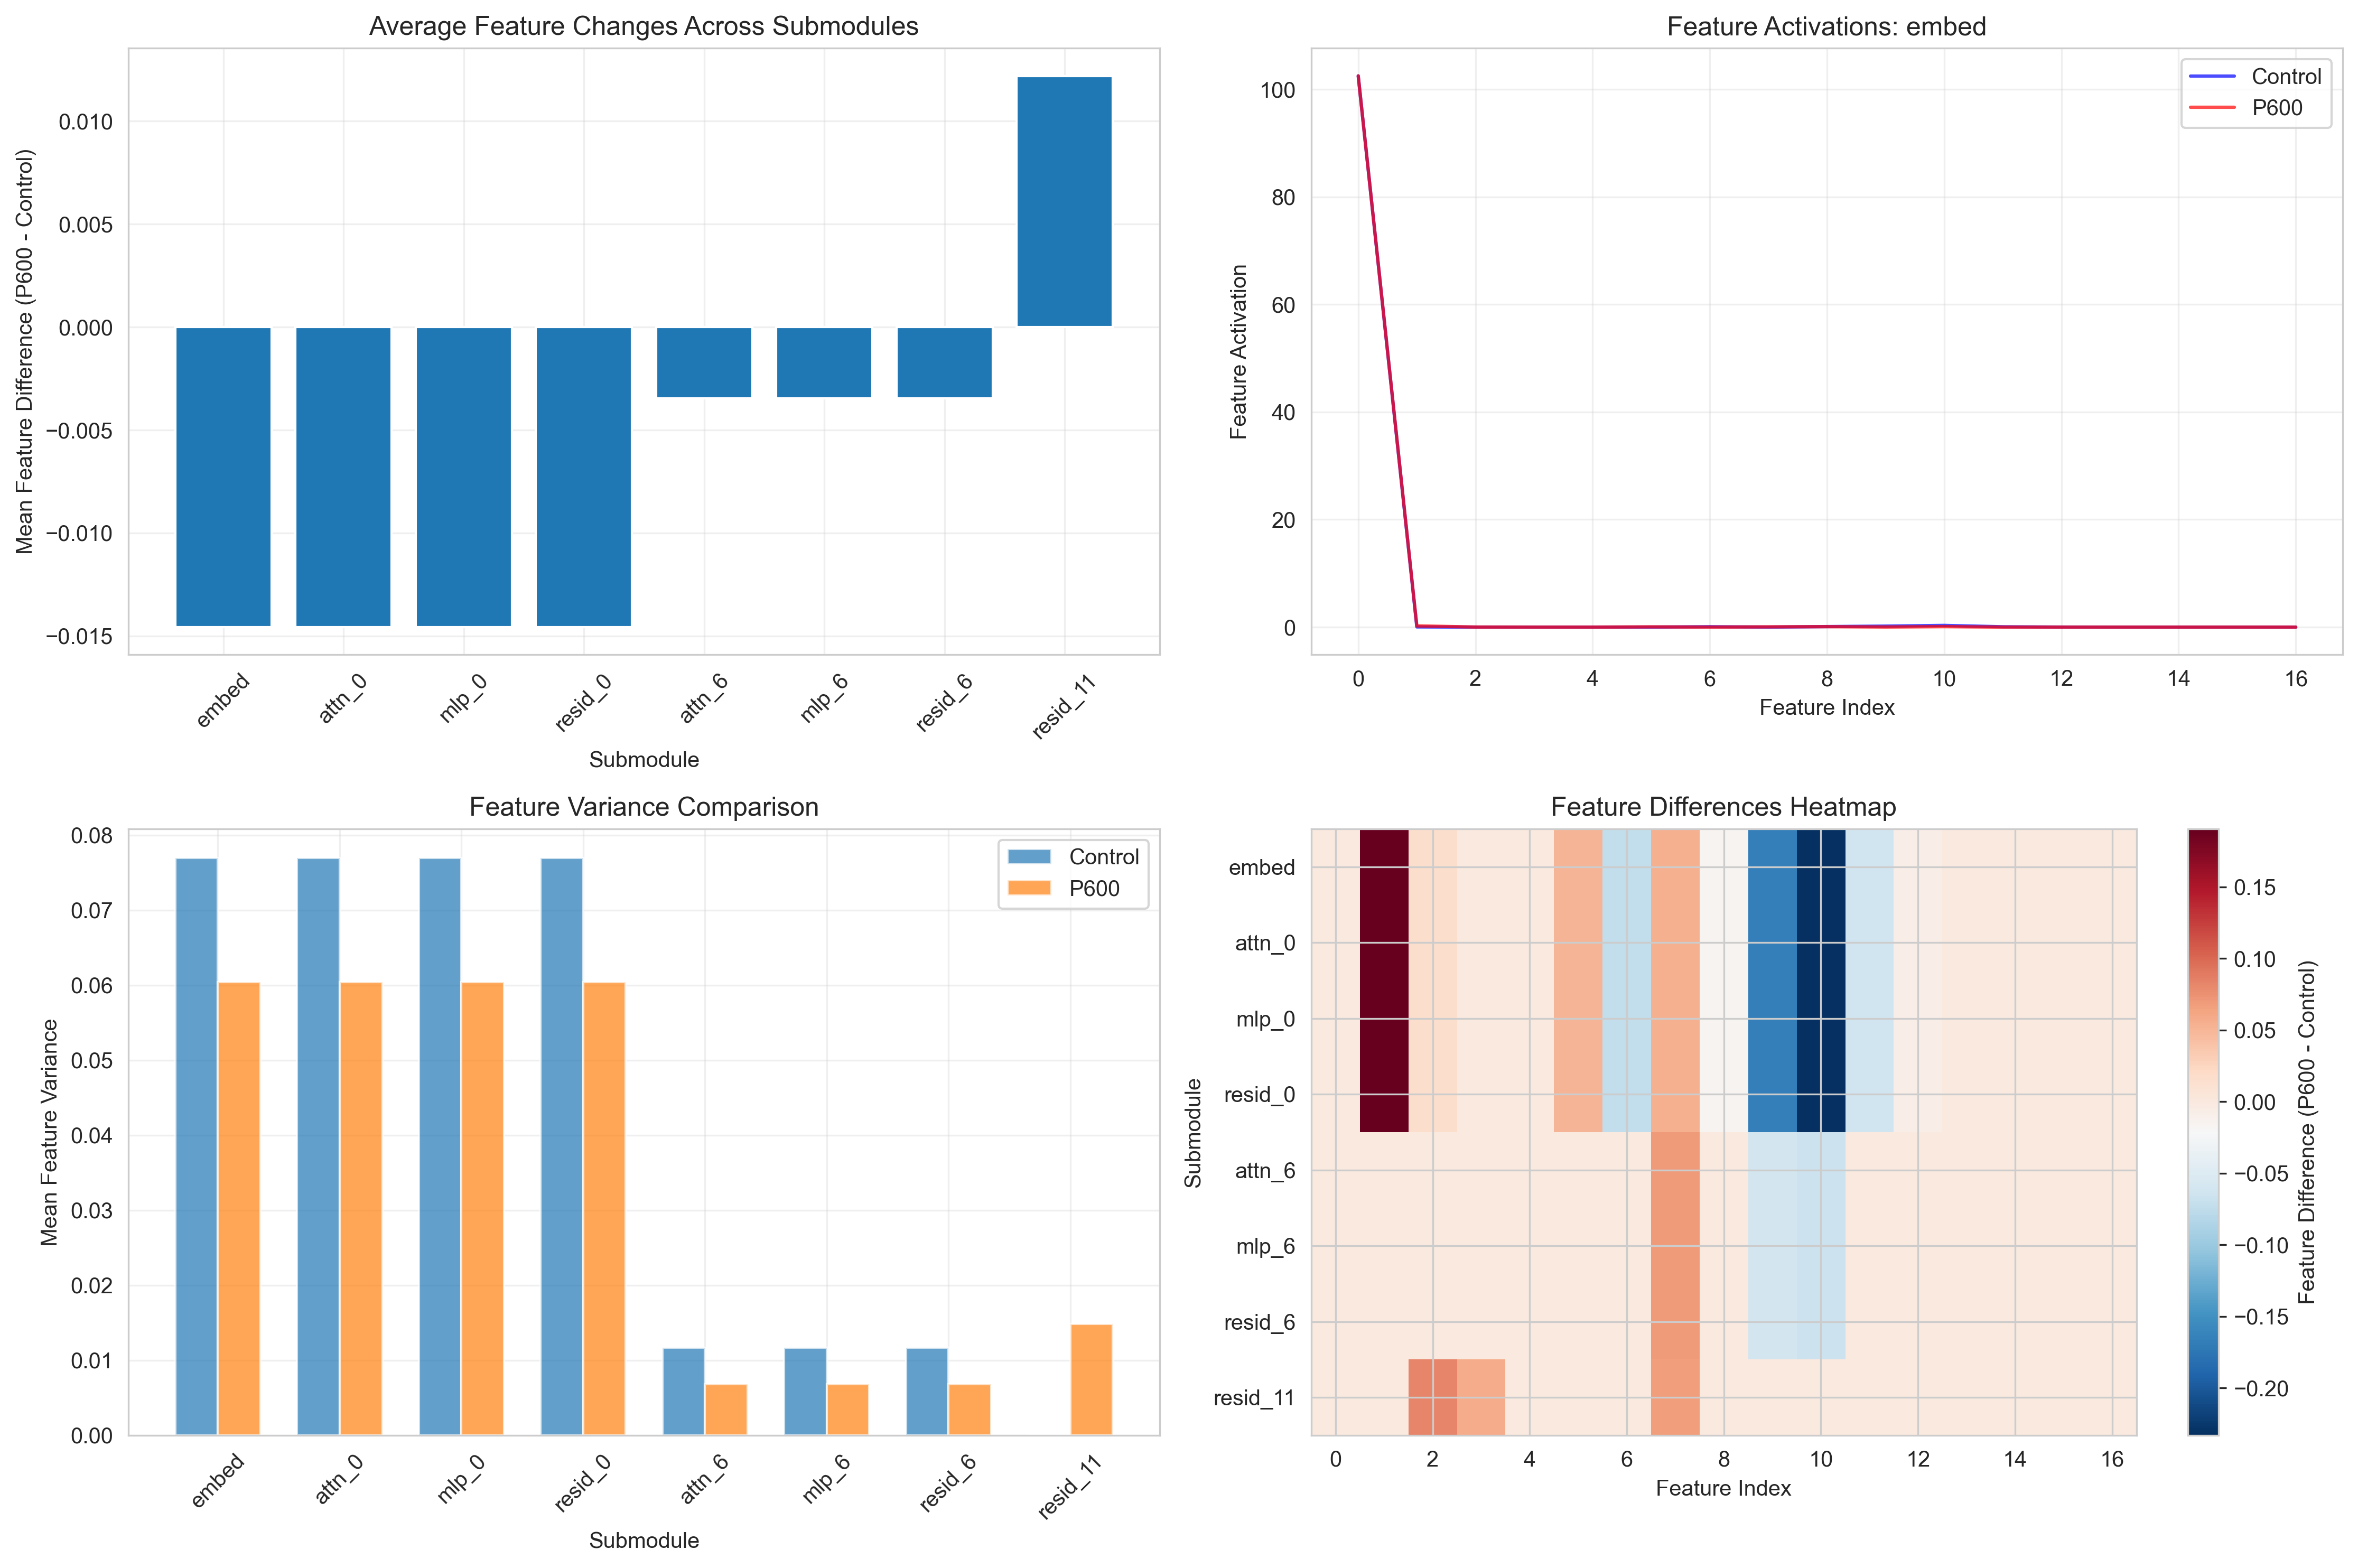 Average Feature Changes Across Submodules
Mean Feature Difference (P600 - Control)
0.010
0.005
0.000
−0.005
−0.010
−0.015
embed
attn_0
mlp_0
resid_0
attn_6
mlp_6
resid_6
resid_11
Submodule
Feature Activations: embed
Feature Activation
100
80
60
40
20
0
Control
P600
0 2 4 6 8 10 12 14 16
Feature Index
Feature Variance Comparison
Mean Feature Variance
0.08
0.07
0.06
0.05
0.04
0.03
0.02
0.01
0.00
Control
P600
embed
attn_0
mlp_0
resid_0
attn_6
mlp_6
resid_6
resid_11
Submodule
Feature Differences Heatmap
Submodule
embed
attn_0
mlp_0
resid_0
attn_6
mlp_6
resid_6
resid_11
0 2 4 6 8 10 12 14 16
Feature Index
0.15
0.10
0.05
0.00
−0.05
−0.10
−0.15
−0.20
Feature Difference (P600 - Control)